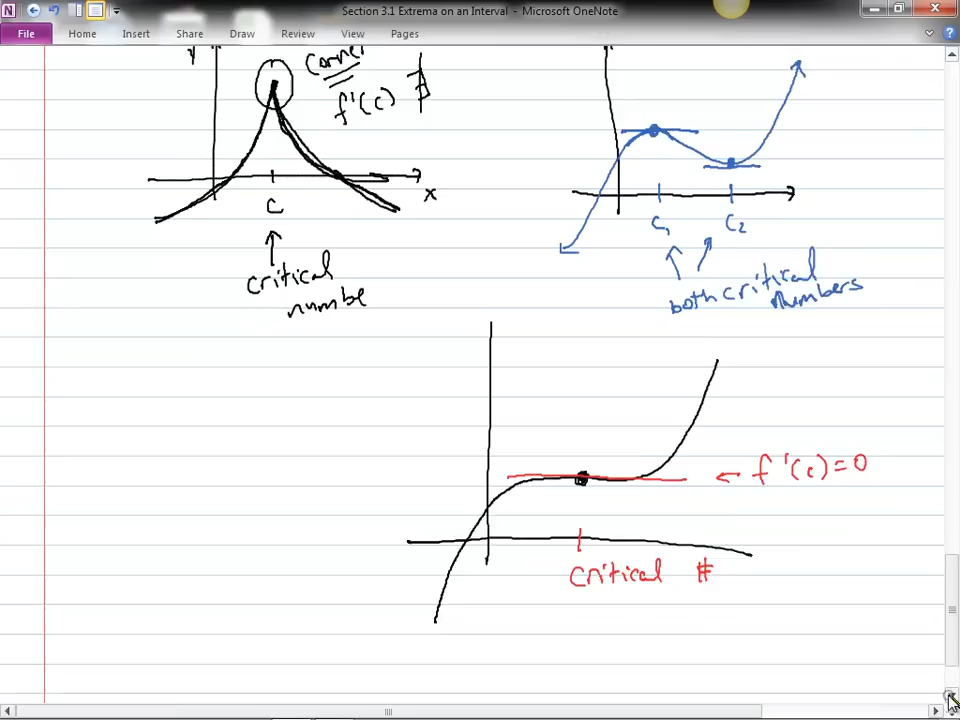 Section 3.1 Extrema on an Interval - Microsoft OneNote
File Home Insert Share Draw Review View Pages
y
corner
f'(c) ∄
x
c
critical
numbe
C₁ C₂
both critical
numbers
← f'(c)=0
critical #